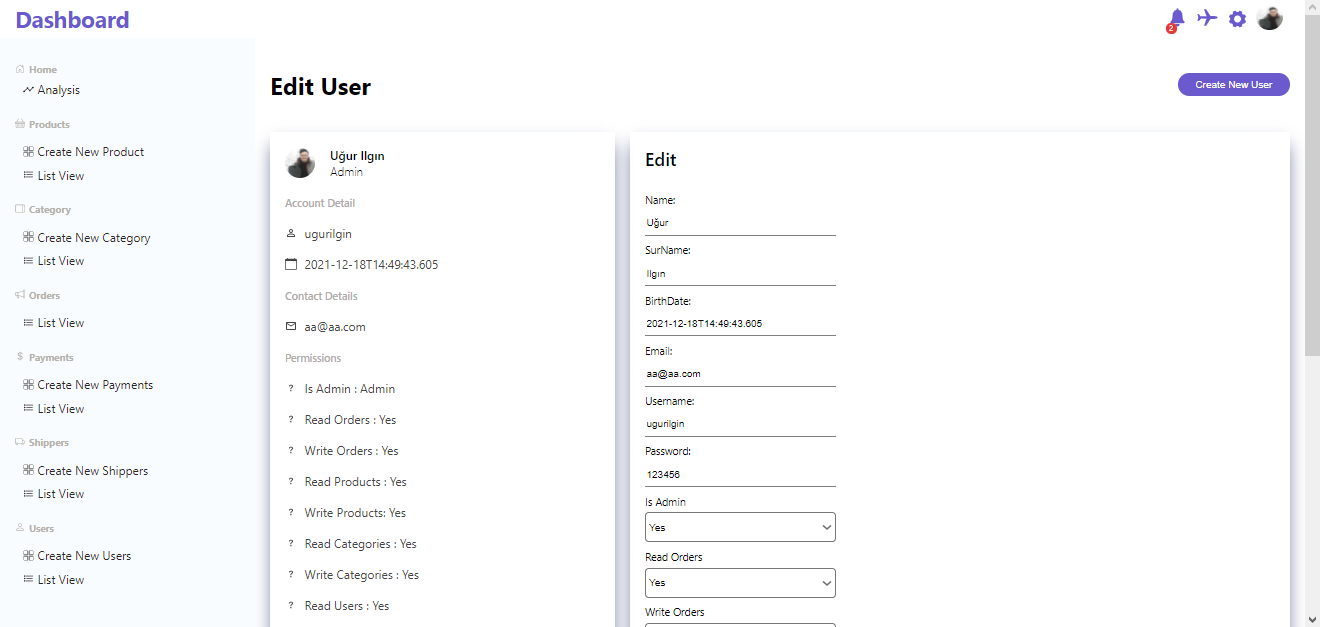 Dashboard
2
Home
Analysis
Products
Create New Product
List View
Category
Create New Category
List View
Orders
List View
Payments
Create New Payments
List View
Shippers
Create New Shippers
List View
Users
Create New Users
List View
Edit User
Create New User
Uğur Ilgın
Admin
Account Detail
ugurilgin
2021-12-18T14:49:43.605
Contact Details
aa@aa.com
Permissions
? Is Admin : Admin
? Read Orders : Yes
? Write Orders : Yes
? Read Products : Yes
? Write Products: Yes
? Read Categories : Yes
? Write Categories : Yes
? Read Users : Yes
Edit
Name:
Uğur
SurName:
Ilgın
BirthDate:
2021-12-18T14:49:43.605
Email:
aa@aa.com
Username:
ugurilgin
Password:
123456
Is Admin
Yes
Read Orders
Yes
Write Orders